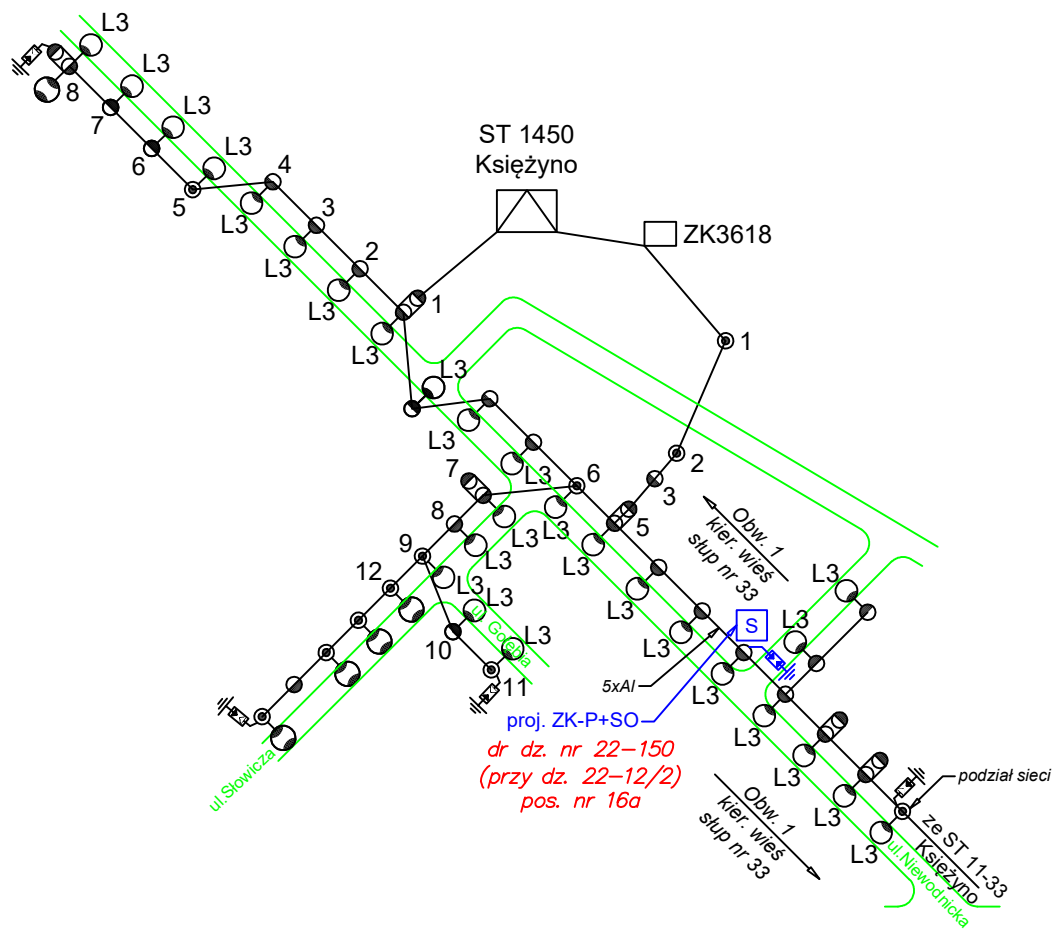 L3
L3
L3
L3
8
7
6
5
4
L3
3
L3
2
L3
1
L3
ST 1450
Księżyno
ZK3618
1
L3
L3
L3
2
3
6
7
L3
5
L3
8
L3
L3
9
L3
12
L3
10
L3
11
ul. Gołębia
L3
L3
Obw. 1
kier. wieś
słup nr 33
L3
L3
S
5xAl
L3
proj. ZK-P+SO
dr dz. nr 22-150
(przy dz. 22-12/2)
pos. nr 16a
ul.Słowicza
L3
L3
L3
L3
podział sieci
Obw. 1
kier. wieś
słup nr 33
ze ST 11-33
Księżyno
ul.Niewodnicka